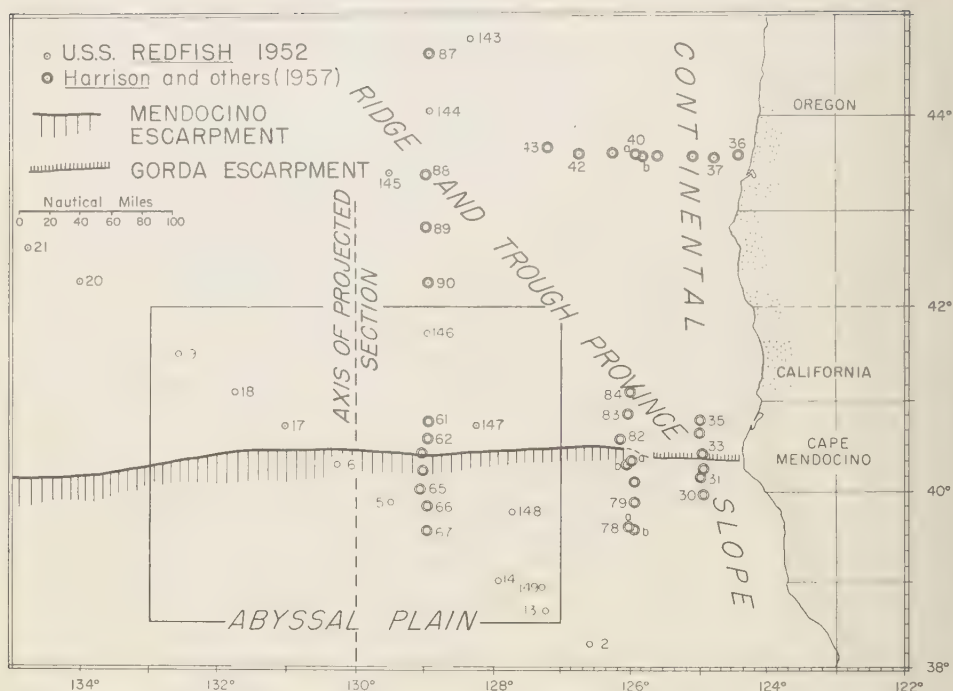 U.S.S. REDFISH 1952
Harrison and others (1957)
MENDOCINO
ESCARPMENT
GORDA ESCARPMENT
Nautical Miles
0 20 40 60 80 100
143
87
144
145
88
89
90
43
42
40
a
b
37
36
44°
OREGON
CONTINENTAL
SLOPE
RIDGE AND TROUGH PROVINCE
AXIS OF PROJECTED
SECTION
21
20
42°
146
18
17
61
62
147
84
83
82
35
33
CALIFORNIA
CAPE
MENDOCINO
6
a
b
31
30
40°
5
65
66
67
148
79
78
b
14
149
13
ABYSSAL PLAIN
2
38°
134° 132° 130° 128° 126° 124° 122°